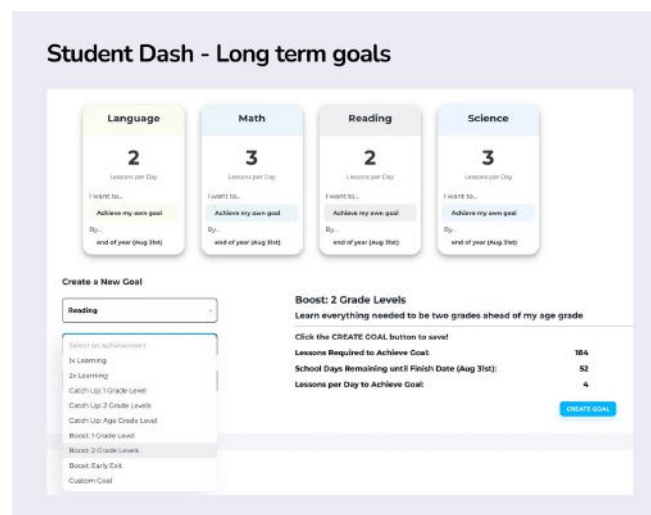 Student Dash - Long term goals
Language
2
Lessons per Day
I want to...
Achieve my own goal
By...
end of year (Aug 31st)
Math
3
Lessons per Day
I want to...
Achieve my own goal
By...
end of year (Aug 31st)
Reading
2
Lessons per Day
I want to...
Achieve my own goal
By...
end of year (Aug 31st)
Science
3
Lessons per Day
I want to...
Achieve my own goal
By...
end of year (Aug 31st)
Create a New Goal
Reading
Select an Achievement
1x Learning
2x Learning
Catch Up: 1 Grade Level
Catch Up: 2 Grade Levels
Catch Up: Age Grade Level
Boost: 1 Grade Level
Boost: 2 Grade Levels
Boost: Early Exit
Custom Goal
Boost: 2 Grade Levels
Learn everything needed to be two grades ahead of my age grade
Click the CREATE GOAL button to save!
Lessons Required to Achieve Goal: 184
School Days Remaining until Finish Date (Aug 31st): 52
Lessons per Day to Achieve Goal: 4
CREATE GOAL